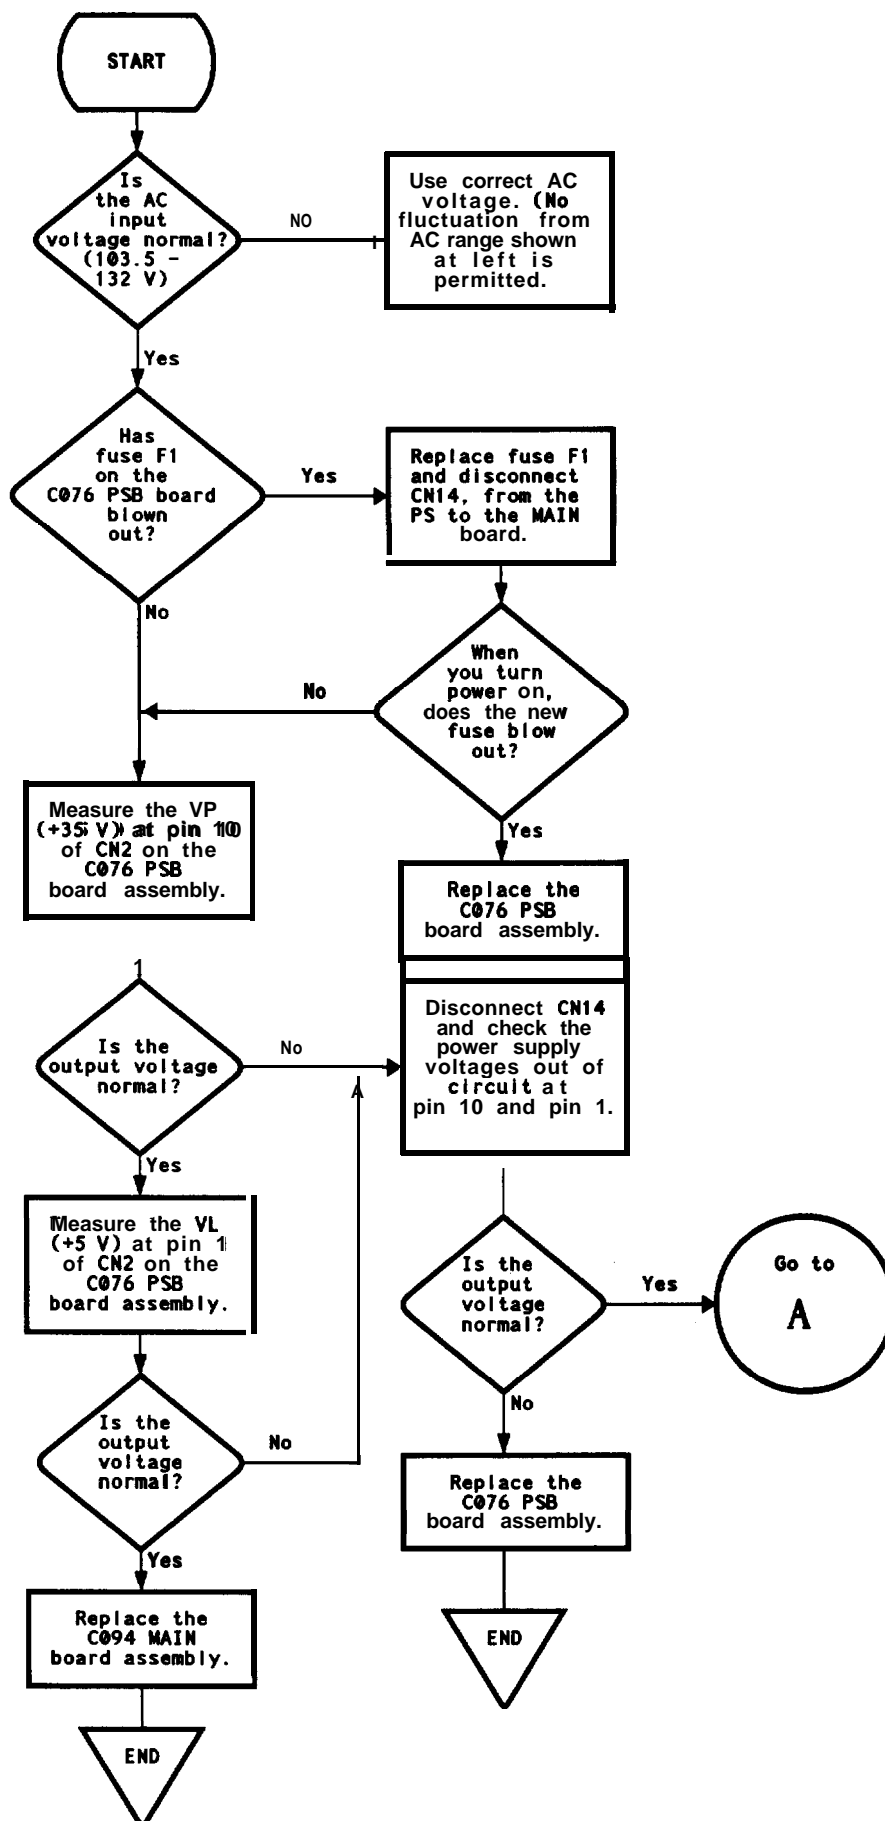 START
Is
the AC
input
voltage normal?
(103.5 -
132 V)
NO
Use correct AC
voltage. (No
fluctuation from
AC range shown
at left is
permitted.
Yes
Has
fuse F1
on the
C076 PSB board
blown
out?
Yes
Replace fuse F1
and disconnect
CN14, from the
PS to the MAIN
board.
No
When
you turn
power on,
does the new
fuse blow
out?
No
Yes
Measure the VP
(+35 V) at pin 10
of CN2 on the
C076 PSB
board assembly.
Replace the
C076 PSB
board assembly.
Is the
output voltage
normal?
No
Disconnect CN14
and check the
power supply
voltages out of
circuit at
pin 10 and pin 1.
Yes
Measure the VL
(+5 V) at pin 1
of CN2 on the
C076 PSB
board assembly.
Is the
output
voltage
normal?
Yes
Go to
A
Is the
output
voltage
normal?
No
No
Replace the
C076 PSB
board assembly.
Yes
Replace the
C094 MAIN
board assembly.
END
END